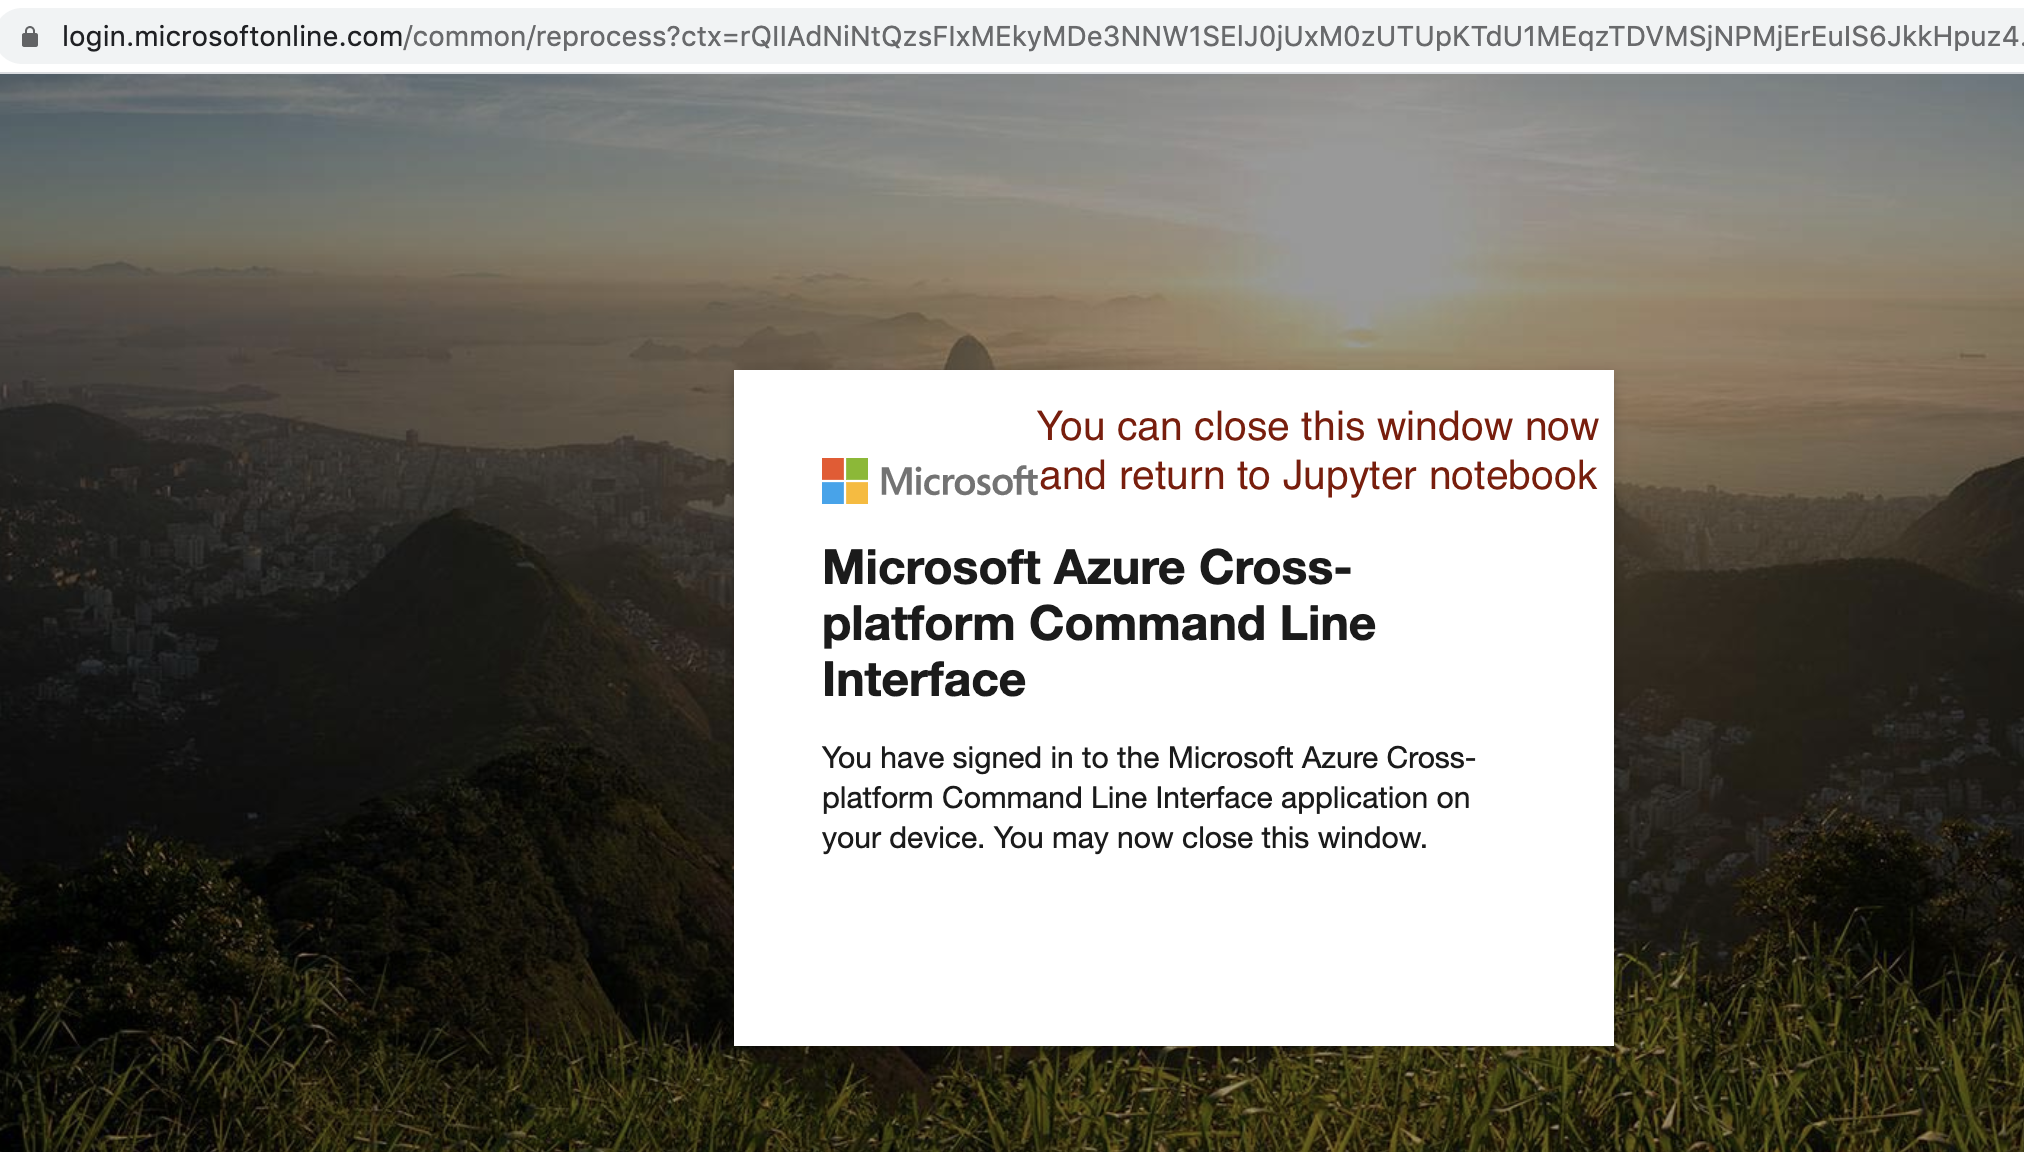 login.microsoftonline.com/common/reprocess?ctx=rQIIAdNiNtQzsFIxMEkyMDe3NNW1SElJ0jUxM0zUTUpKTdU1MEqzTDVMSjNPMjErEuIS6JkkHpuz4.
You can close this window now
Microsoft and return to Jupyter notebook
Microsoft Azure Cross-
platform Command Line
Interface
You have signed in to the Microsoft Azure Cross-
platform Command Line Interface application on
your device. You may now close this window.